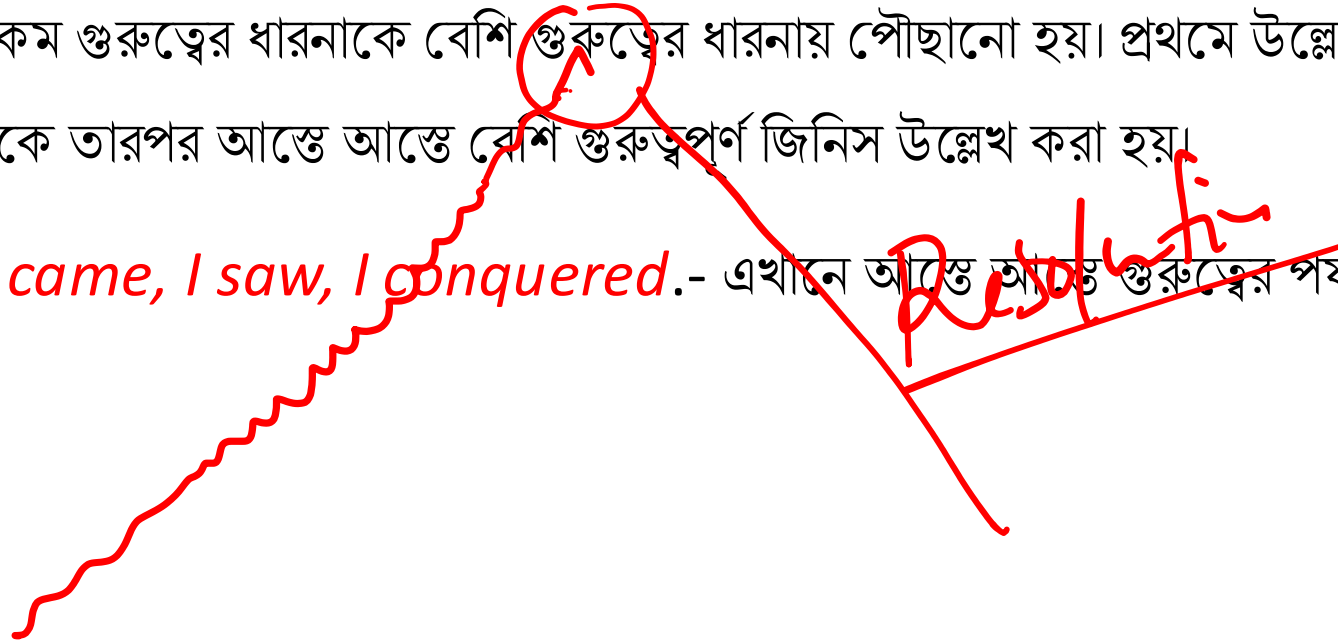 কম গুরুত্বের ধারনাকে বেশি গুরুত্বের ধারনায় পৌছানো হয়। প্রথমে উল্লে
কে তারপর আস্তে আস্তে বেশি গুরুত্বপূর্ণ জিনিস উল্লেখ করা হয়।
came, I saw, I conquered.- এখানে আস্তে আস্তে গুরুত্বের পর্য
Resolution